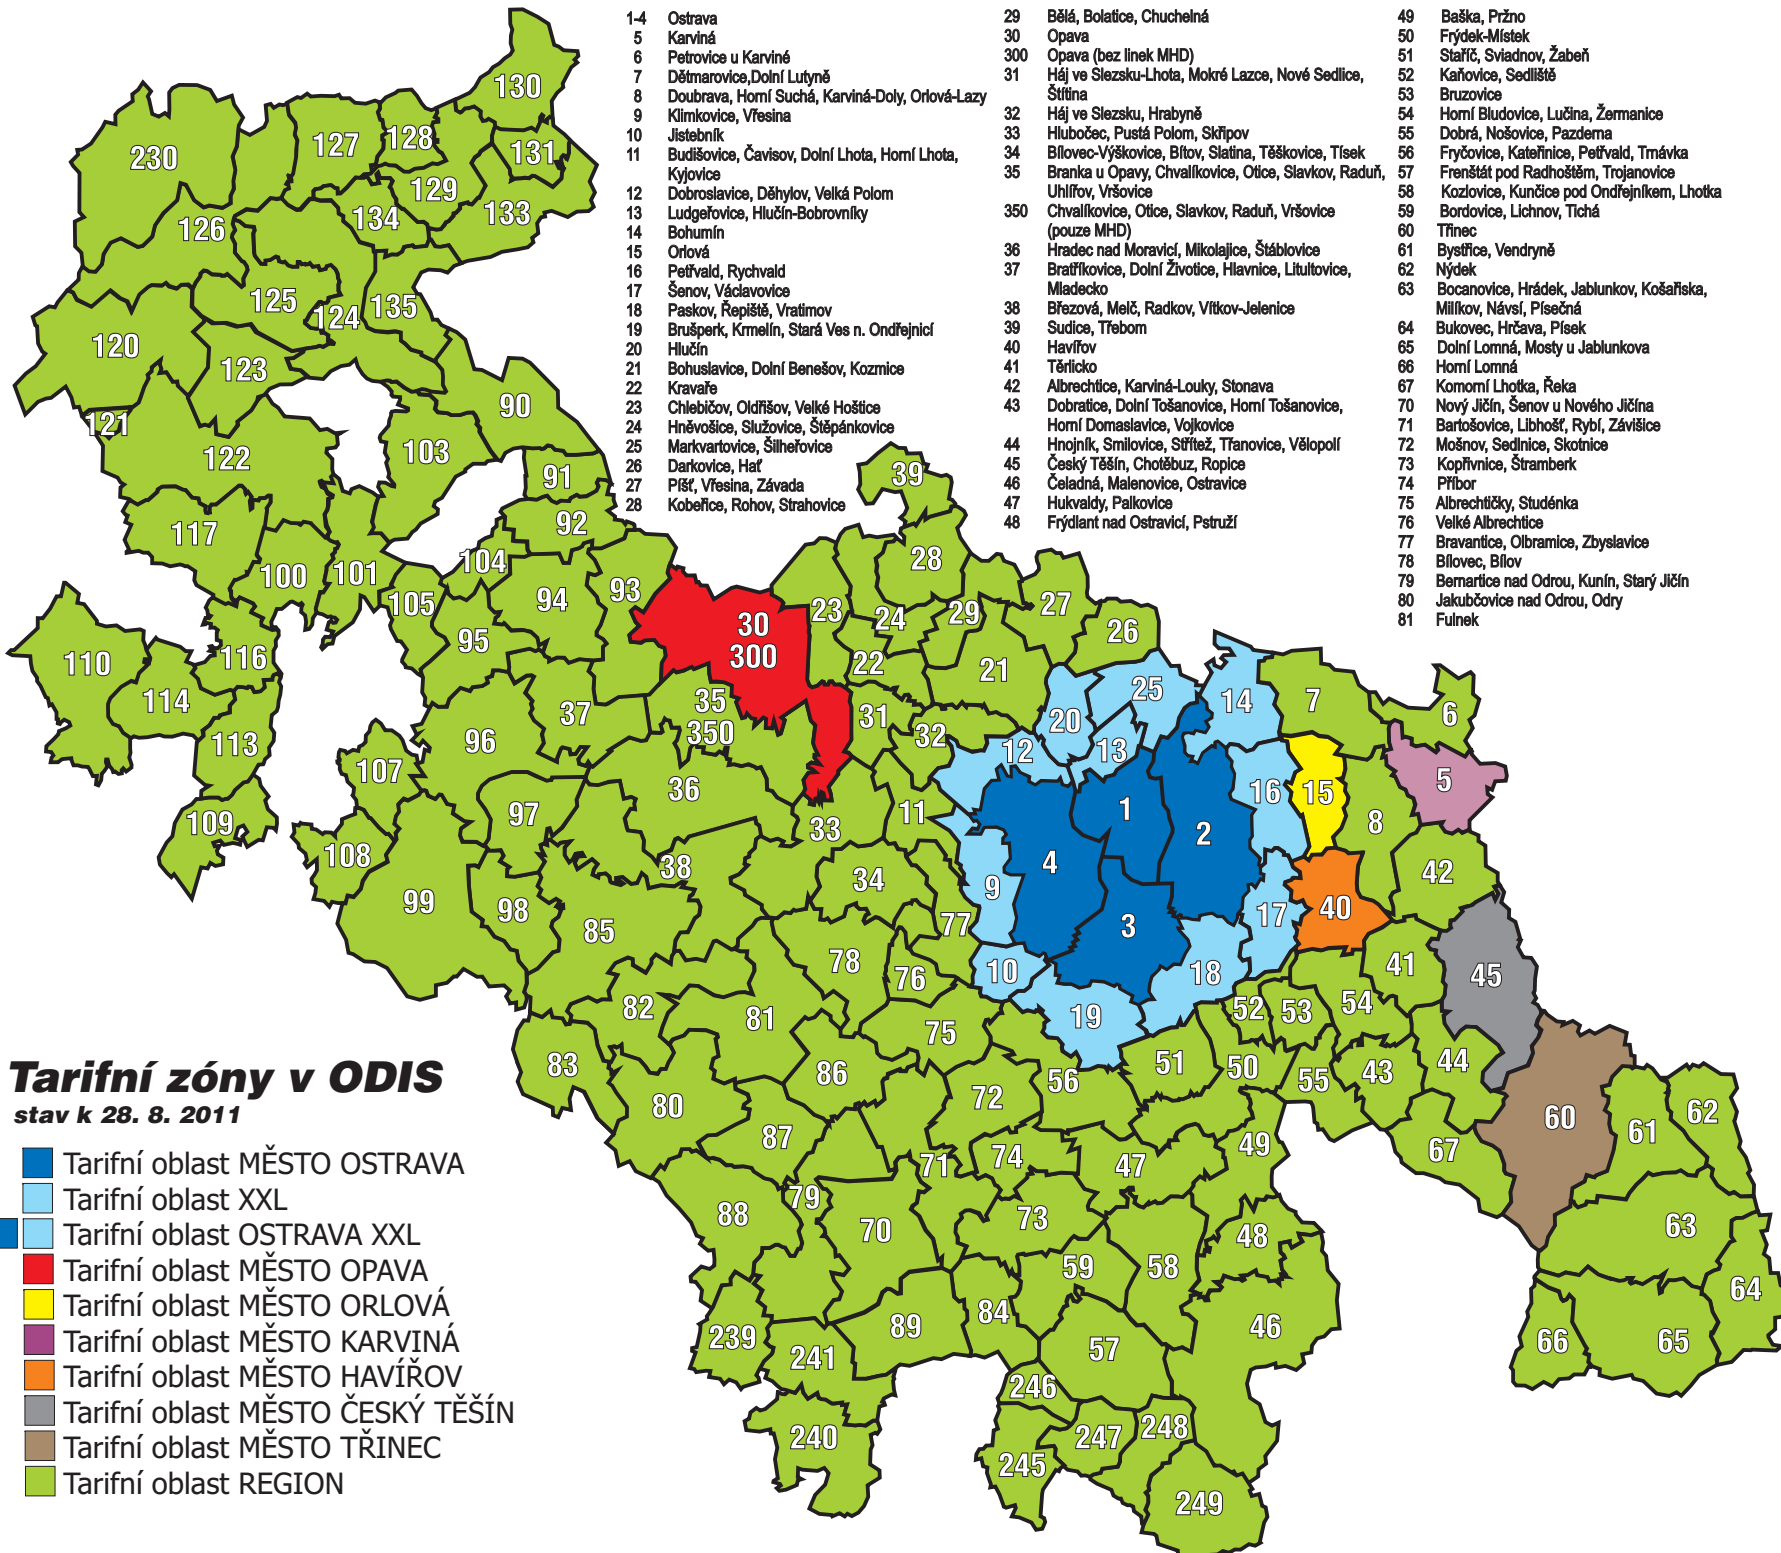 1-4 Ostrava
5 Karviná
6 Petrovice u Karviné
7 Dětmarovice,Dolní Lutyně
8 Doubrava, Horní Suchá, Karviná-Doly, Orlová-Lazy
9 Klimkovice, Vřesina
10 Jistebník
11 Budišovice, Čavisov, Dolní Lhota, Horní Lhota,
Kyjovice
12 Dobroslavice, Děhylov, Velká Polom
13 Ludgeřovice, Hlučín-Bobrovníky
14 Bohumín
15 Orlová
16 Petřvald, Rychvald
17 Šenov, Václavovice
18 Paskov, Řepiště, Vratimov
19 Brušperk, Krmelín, Stará Ves n. Ondřejnicí
20 Hlučín
21 Bohuslavice, Dolní Benešov, Kozmice
22 Kravaře
23 Chlebičov, Oldřišov, Velké Hoštice
24 Hněvošice, Služovice, Štěpánkovice
25 Markvartovice, Šilheřovice
26 Darkovice, Hať
27 Píšť, Vřesina, Závada
28 Kobeřice, Rohov, Strahovice
29 Bělá, Bolatice, Chuchelná
30 Opava
300 Opava (bez linek MHD)
31 Háj ve Slezsku-Lhota, Mokré Lazce, Nové Sedlice,
Štítina
32 Háj ve Slezsku, Hrabyně
33 Hlubočec, Pustá Polom, Skřipov
34 Bílovec-Výškovice, Bítov, Slatina, Těškovice, Tísek
35 Branka u Opavy, Chvalíkovice, Otice, Slavkov, Raduň,
Uhlířov, Vršovice
350 Chvalíkovice, Otice, Slavkov, Raduň, Vršovice
(pouze MHD)
36 Hradec nad Moravicí, Mikolajice, Štáblovice
37 Bratříkovice, Dolní Životice, Hlavnice, Litultovice,
Mladecko
38 Březová, Melč, Radkov, Vítkov-Jelenice
39 Sudice, Třebom
40 Havířov
41 Těrlicko
42 Albrechtice, Karviná-Louky, Stonava
43 Dobratice, Dolní Tošanovice, Horní Tošanovice,
Horní Domaslavice, Vojkovice
44 Hnojník, Smilovice, Střítež, Třanovice, Vělopolí
45 Český Těšín, Chotěbuz, Ropice
46 Čeladná, Malenovice, Ostravice
47 Hukvaldy, Palkovice
48 Frýdlant nad Ostravicí, Pstruží
49 Baška, Pržno
50 Frýdek-Místek
51 Staříč, Sviadnov, Žabeň
52 Kaňovice, Sedliště
53 Bruzovice
54 Horní Bludovice, Lučina, Žermanice
55 Dobrá, Nošovice, Pazderna
56 Fryčovice, Kateřinice, Petřvald, Trnávka
57 Frenštát pod Radhoštěm, Trojanovice
58 Kozlovice, Kunčice pod Ondřejníkem, Lhotka
59 Bordovice, Lichnov, Tichá
60 Třinec
61 Bystřice, Vendryně
62 Nýdek
63 Bocanovice, Hrádek, Jablunkov, Košařiska,
Milíkov, Návsí, Písečná
64 Bukovec, Hrčava, Písek
65 Dolní Lomná, Mosty u Jablunkova
66 Horní Lomná
67 Komorní Lhotka, Řeka
70 Nový Jičín, Šenov u Nového Jičína
71 Bartošovice, Libhošť, Rybí, Závišice
72 Mošnov, Sedlnice, Skotnice
73 Kopřivnice, Štramberk
74 Příbor
75 Albrechtičky, Studénka
76 Velké Albrechtice
77 Bravantice, Olbramice, Zbyslavice
78 Bílovec, Bílov
79 Bernartice nad Odrou, Kunín, Starý Jičín
80 Jakubčovice nad Odrou, Odry
81 Fulnek
130
230
127
128
131
129
126
134
133
125
124
135
120
123
90
121
122
103
91
39
117
92
104
28
100
101
105
94
93
23
24
29
27
30
300
26
110
116
95
22
21
114
35
350
37
31
20
25
14
7
6
113
96
32
12
13
107
36
16
15
5
109
97
33
11
1
2
8
108
38
4
34
9
42
99
98
85
77
3
17
40
78
76
10
18
41
45
82
81
75
19
52
53
54
83
86
56
51
50
55
43
44
80
72
60
61
62
87
71
74
47
49
67
88
79
70
73
48
63
59
58
64
239
241
89
84
57
46
66
65
246
240
245
247
248
249
Tarifní zóny v ODIS
stav k 28. 8. 2011
Tarifní oblast MĚSTO OSTRAVA
Tarifní oblast XXL
Tarifní oblast OSTRAVA XXL
Tarifní oblast MĚSTO OPAVA
Tarifní oblast MĚSTO ORLOVÁ
Tarifní oblast MĚSTO KARVINÁ
Tarifní oblast MĚSTO HAVÍŘOV
Tarifní oblast MĚSTO ČESKÝ TĚŠÍN
Tarifní oblast MĚSTO TŘINEC
Tarifní oblast REGION